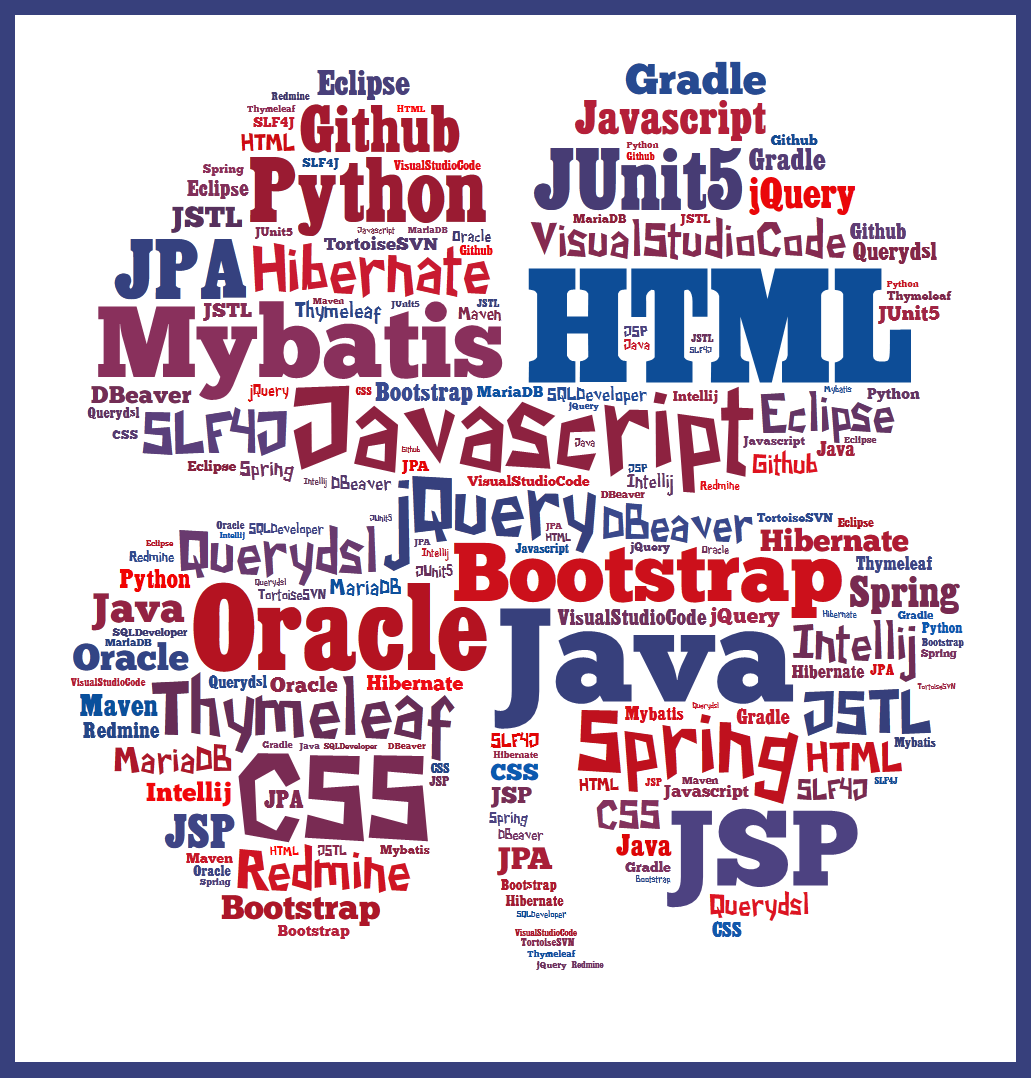 Eclipse
Gradle
Redmine
Thymeleaf
HTML
Javascript
SLF4J
Github
HTML
Github
Python
Github
SLF4J
VisualStudioCode
JUnit5
Gradle
Spring
Python
Eclipse
jQuery
JSTL
JUnit5
Javascript
MariaDB
Oracle
MariaDB
JSTL
TortoiseSVN
Github
VisualStudioCode
Github
Querydsl
JPA
Hibernate
HTML
Python
Thymeleaf
JUnit5
Mybatis
JSTL
Maven
Thymeleaf
JUnit5
JSTL
Maven
JSP
Java
JSTL
SLF4J
DBeaver
jQuery
CSS
Bootstrap
MariaDB
SQLDeveloper
jQuery
Intellij
Mybatis
Python
Querydsl
CSS
SLF4J
Javascript
Java
Eclipse
Javascript
Eclipse
Java
Github
Eclipse
Spring
Github
JPA
VisualStudioCode
JSP
Intellij
Redmine
Intellij
DBeaver
DBeaver
jQuery
JUnit5
DBeaver
TortoiseSVN
Eclipse
Oracle
Intellij
SQLDeveloper
Querydsl
JPA
HTML
Hibernate
Eclipse
Redmine
JPA
Intellij
Javascript
jQuery
Oracle
Python
Querydsl
TortoiseSVN
MariaDB
JUnit5
Bootstrap
Thymeleaf
Spring
Java
Oracle
VisualStudioCode
jQuery
Hibernate
Gradle
SQLDeveloper
MariaDB
Java
Intellij
Python
Bootstrap
Spring
Oracle
VisualStudioCode
Querydsl
Oracle
Hibernate
Hibernate
JPA
TortoiseSVN
Maven
Redmine
Thymeleaf
Mybatis
Querydsl
Gradle
JSTL
Mybatis
Gradle
Java
SQLDeveloper
DBeaver
SLF4J
Hibernate
Spring
HTML
MariaDB
CSS
CSS
JSP
CSS
HTML
JSP
Maven
Javascript
SLF4J
SLF4J
Intellij
JPA
JSP
CSS
JSP
Spring
DBeaver
JSP
Maven
Oracle
Spring
HTML
JSTL
Mybatis
Redmine
JPA
Java
Gradle
Bootstrap
Bootstrap
Bootstrap
Bootstrap
Hibernate
SQLDeveloper
Querydsl
CSS
VisualStudioCode
TortoiseSVN
Thymeleaf
jQuery
Redmine